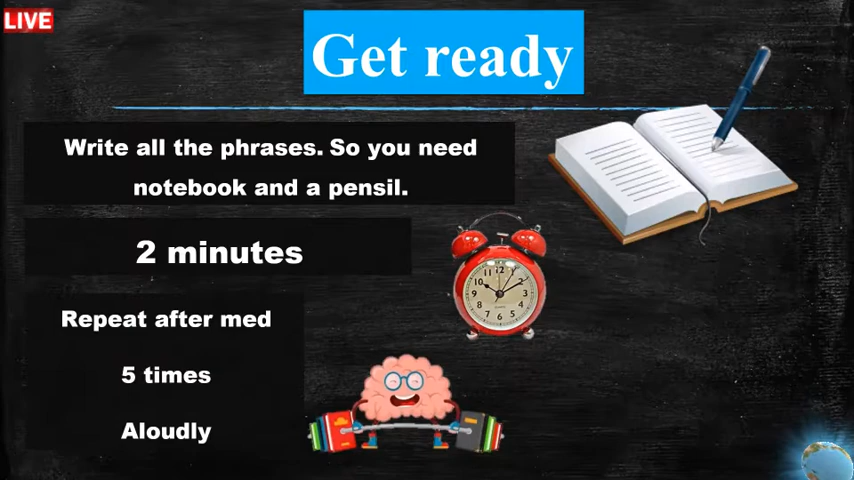 LIVE
Get ready
Write all the phrases. So you need
notebook and a pensil.
2 minutes
Repeat after med
5 times
Aloudly